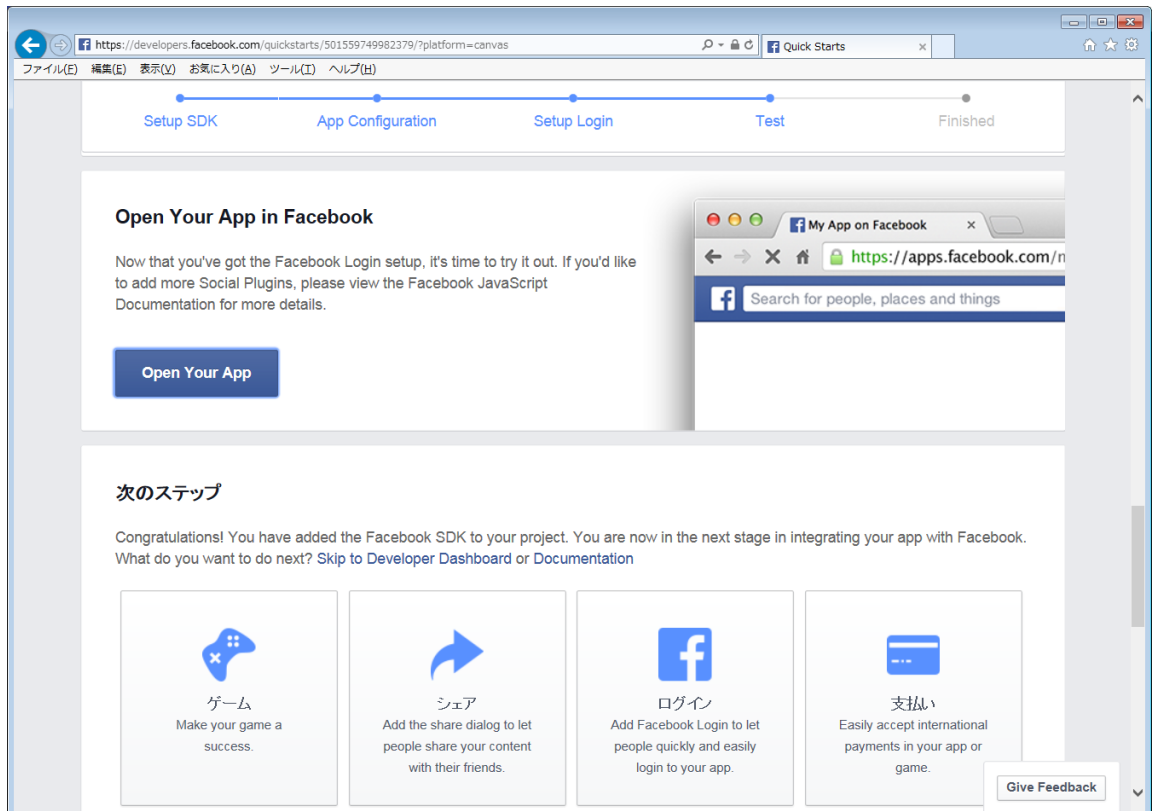 https://developers.facebook.com/quickstarts/501559749982379/?platform=canvas
Quick Starts
ファイル(F) 編集(E) 表示(V) お気に入り(A) ツール(T) ヘルプ(H)
Setup SDK App Configuration Setup Login Test Finished
Open Your App in Facebook
Now that you've got the Facebook Login setup, it's time to try it out. If you'd like
to add more Social Plugins, please view the Facebook JavaScript
Documentation for more details.
Open Your App
My App on Facebook
https://apps.facebook.com/
Search for people, places and things
次のステップ
Congratulations! You have added the Facebook SDK to your project. You are now in the next stage in integrating your app with Facebook.
What do you want to do next? Skip to Developer Dashboard or Documentation
ゲーム
Make your game a
success.
シェア
Add the share dialog to let
people share your content
with their friends.
ログイン
Add Facebook Login to let
people quickly and easily
login to your app.
支払い
Easily accept international
payments in your app or
game.
Give Feedback